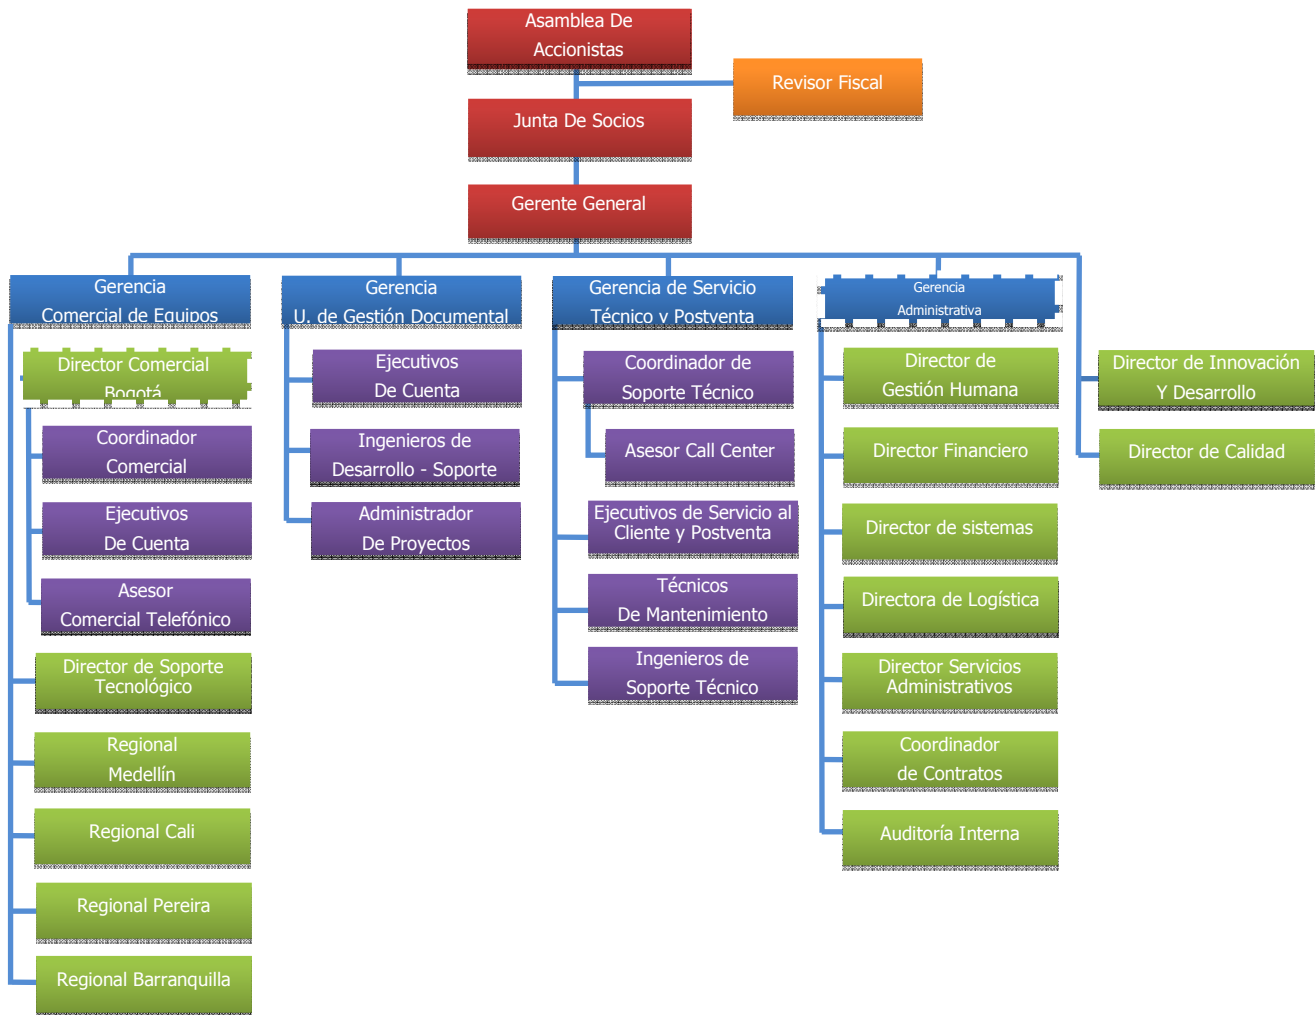 Asamblea De
Accionistas
Revisor Fiscal
Junta De Socios
Gerente General
Gerencia
Comercial de Equipos
Director Comercial
Bogotá
Coordinador
Comercial
Ejecutivos
De Cuenta
Asesor
Comercial Telefónico
Director de Soporte
Tecnológico
Regional
Medellín
Regional Cali
Regional Pereira
Regional Barranquilla
Gerencia
U. de Gestión Documental
Ejecutivos
De Cuenta
Ingenieros de
Desarrollo - Soporte
Administrador
De Proyectos
Gerencia de Servicio
Técnico y Postventa
Coordinador de
Soporte Técnico
Asesor Call Center
Ejecutivos de Servicio al
Cliente y Postventa
Técnicos
De Mantenimiento
Ingenieros de
Soporte Técnico
Gerencia
Administrativa
Director de
Gestión Humana
Director Financiero
Director de sistemas
Directora de Logística
Director Servicios
Administrativos
Coordinador
de Contratos
Auditoría Interna
Director de Innovación
Y Desarrollo
Director de Calidad